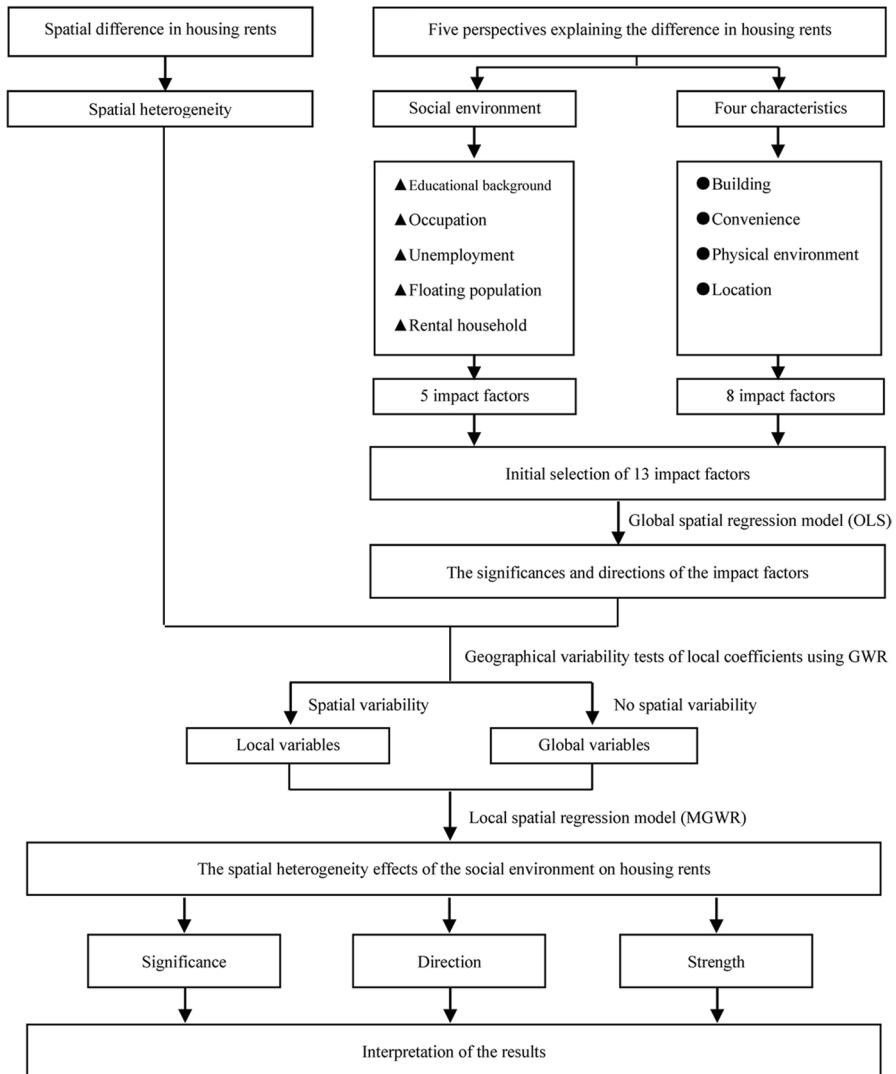 Spatial difference in housing rents
Five perspectives explaining the difference in housing rents
Spatial heterogeneity
Social environment
Four characteristics
▲Educational background
▲Occupation
▲Unemployment
▲Floating population
▲Rental household
●Building
●Convenience
●Physical environment
●Location
5 impact factors
8 impact factors
Initial selection of 13 impact factors
Global spatial regression model (OLS)
The significances and directions of the impact factors
Geographical variability tests of local coefficients using GWR
Spatial variability
No spatial variability
Local variables
Global variables
Local spatial regression model (MGWR)
The spatial heterogeneity effects of the social environment on housing rents
Significance
Direction
Strength
Interpretation of the results